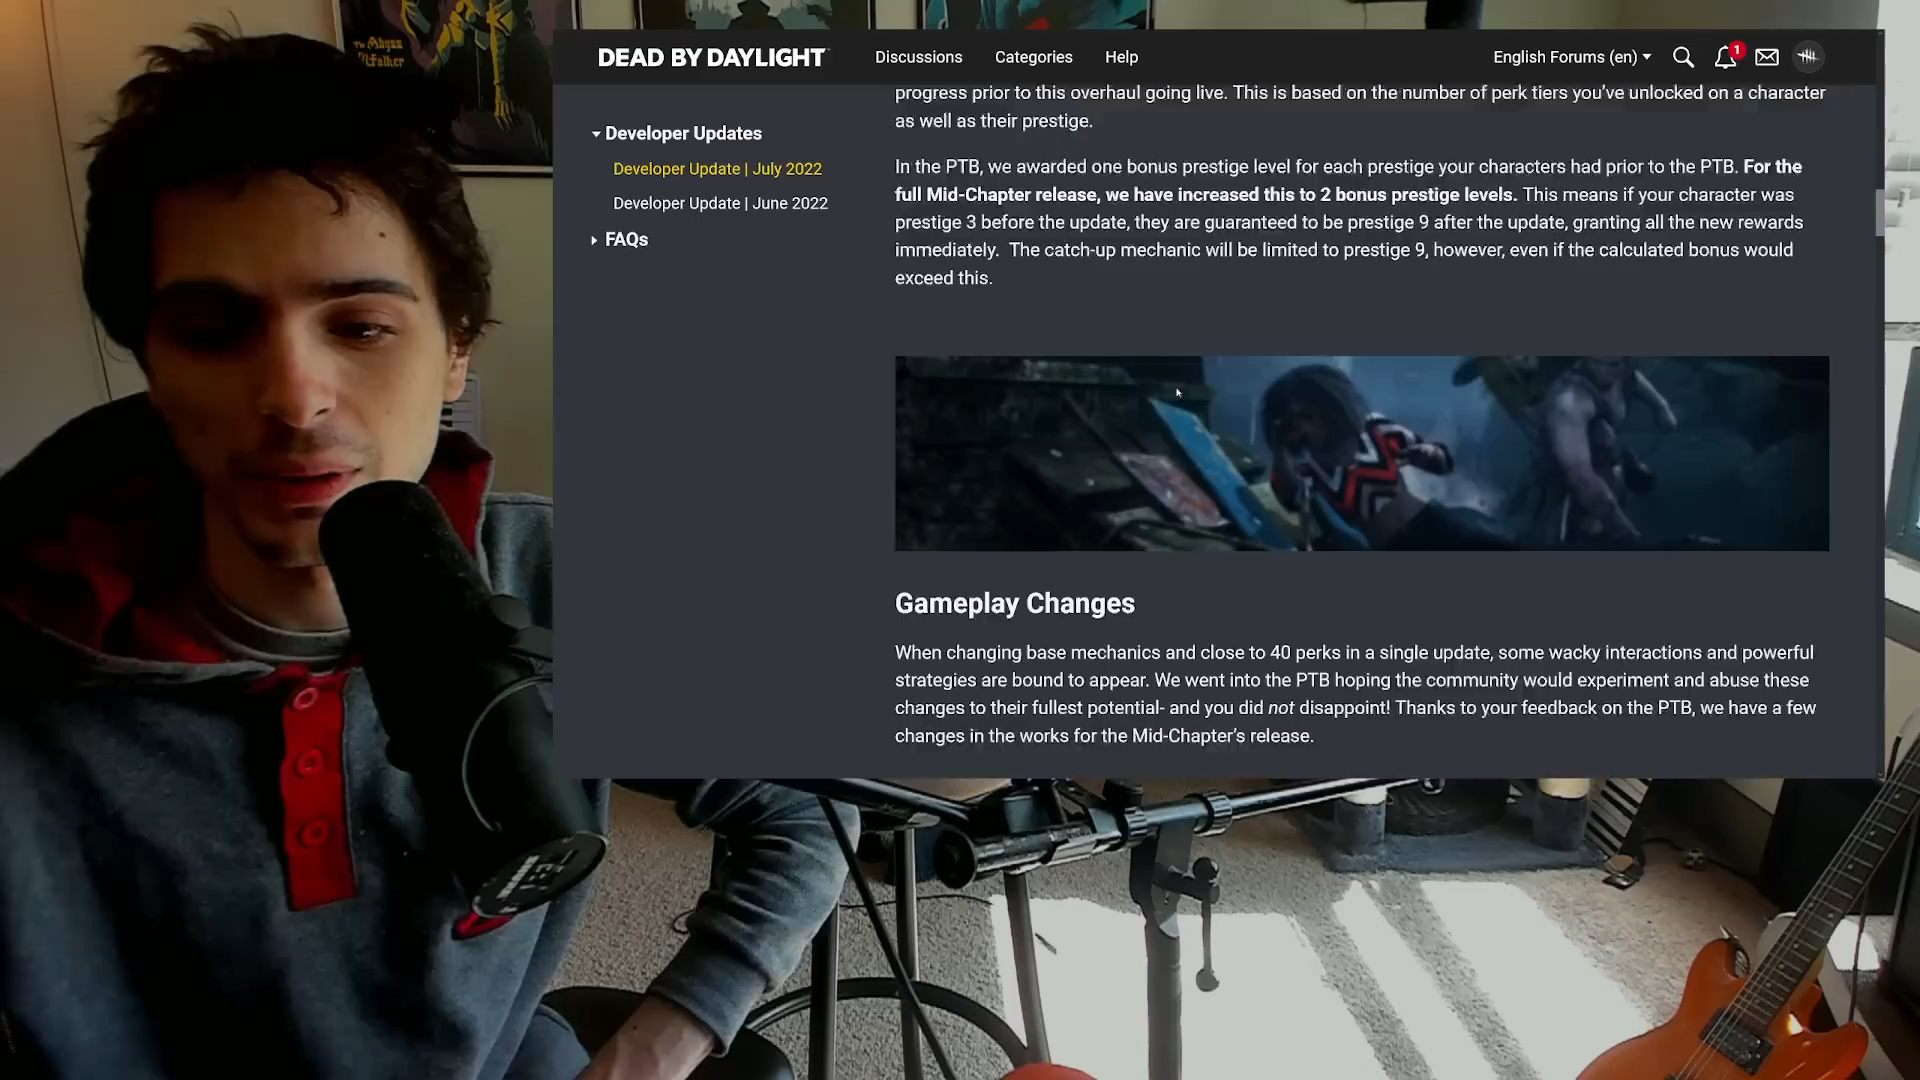 The Abyss
Walker
DEAD BY DAYLIGHT
Discussions
Categories
Help
English Forums (en)
1
Developer Updates
Developer Update | July 2022
Developer Update | June 2022
FAQs
progress prior to this overhaul going live. This is based on the number of perk tiers you've unlocked on a character
as well as their prestige.
In the PTB, we awarded one bonus prestige level for each prestige your characters had prior to the PTB. For the
full Mid-Chapter release, we have increased this to 2 bonus prestige levels. This means if your character was
prestige 3 before the update, they are guaranteed to be prestige 9 after the update, granting all the new rewards
immediately.  The catch-up mechanic will be limited to prestige 9, however, even if the calculated bonus would
exceed this.
Gameplay Changes
When changing base mechanics and close to 40 perks in a single update, some wacky interactions and powerful
strategies are bound to appear. We went into the PTB hoping the community would experiment and abuse these
changes to their fullest potential- and you did not disappoint! Thanks to your feedback on the PTB, we have a few
changes in the works for the Mid-Chapter's release.